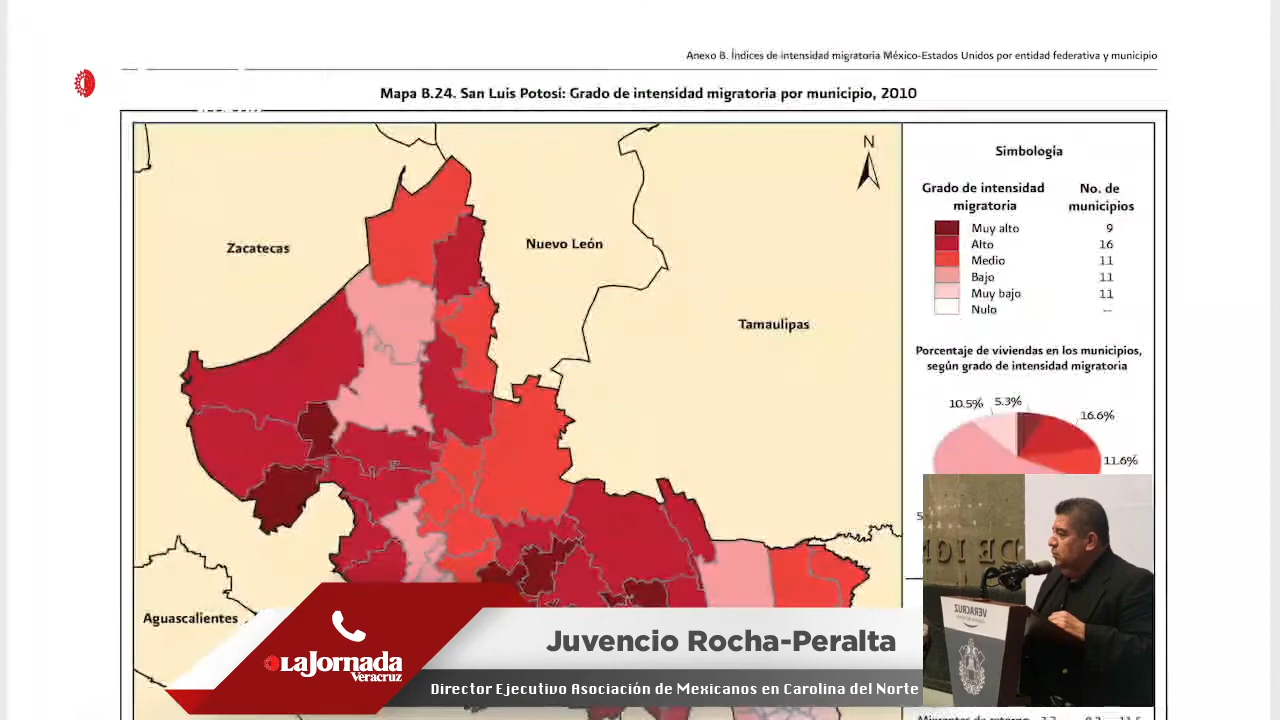 Anexo B. Índices de intensidad migratoria México-Estados Unidos por entidad federativa y municipio
Mapa B.24. San Luis Potosí: Grado de intensidad migratoria por municipio, 2010
N
Zacatecas
Nuevo León
Tamaulipas
Aguascalientes
Simbología
Grado de intensidad migratoria
No. de municipios
Muy alto 9
Alto 16
Medio 11
Bajo 11
Muy bajo 11
Nulo --
Porcentaje de viviendas en los municipios,
según grado de intensidad migratoria
10.5% 5.3%
16.6%
11.6%
DE IG
VERACRUZ
LaJornada
Veracruz
Juvencio Rocha-Peralta
Director Ejecutivo Asociación de Mexicanos en Carolina del Norte